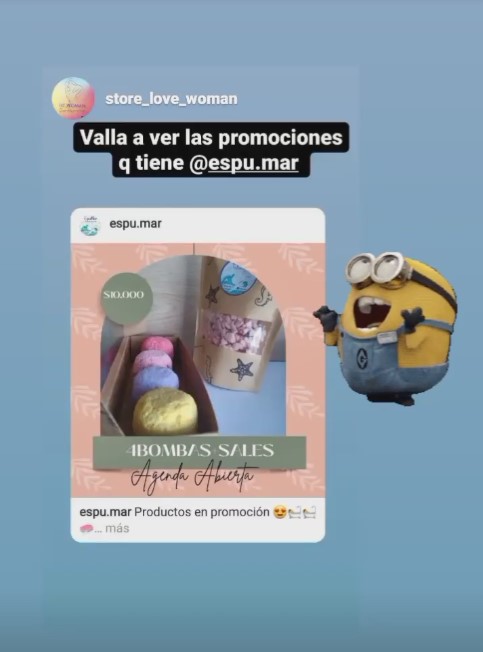 store_love_woman
Valla a ver las promociones
q tiene @espu.mar
espu.mar
$10.000
4BOMBAS SALES
Agenda Abierta
espu.mar Productos en promoción 😍🛀🛀
🧼... más